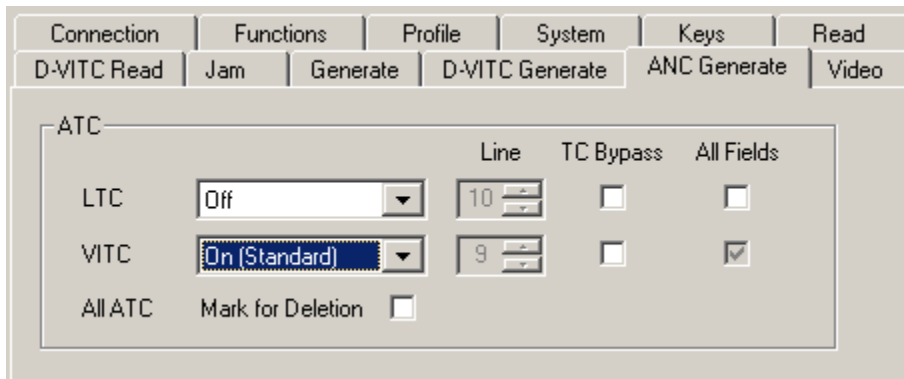 Connection Functions Profile System Keys Read
D-VITC Read Jam Generate D-VITC Generate ANC Generate Video
ATC
Line TC Bypass All Fields
LTC Off 10
VITC On (Standard) 9
All ATC Mark for Deletion